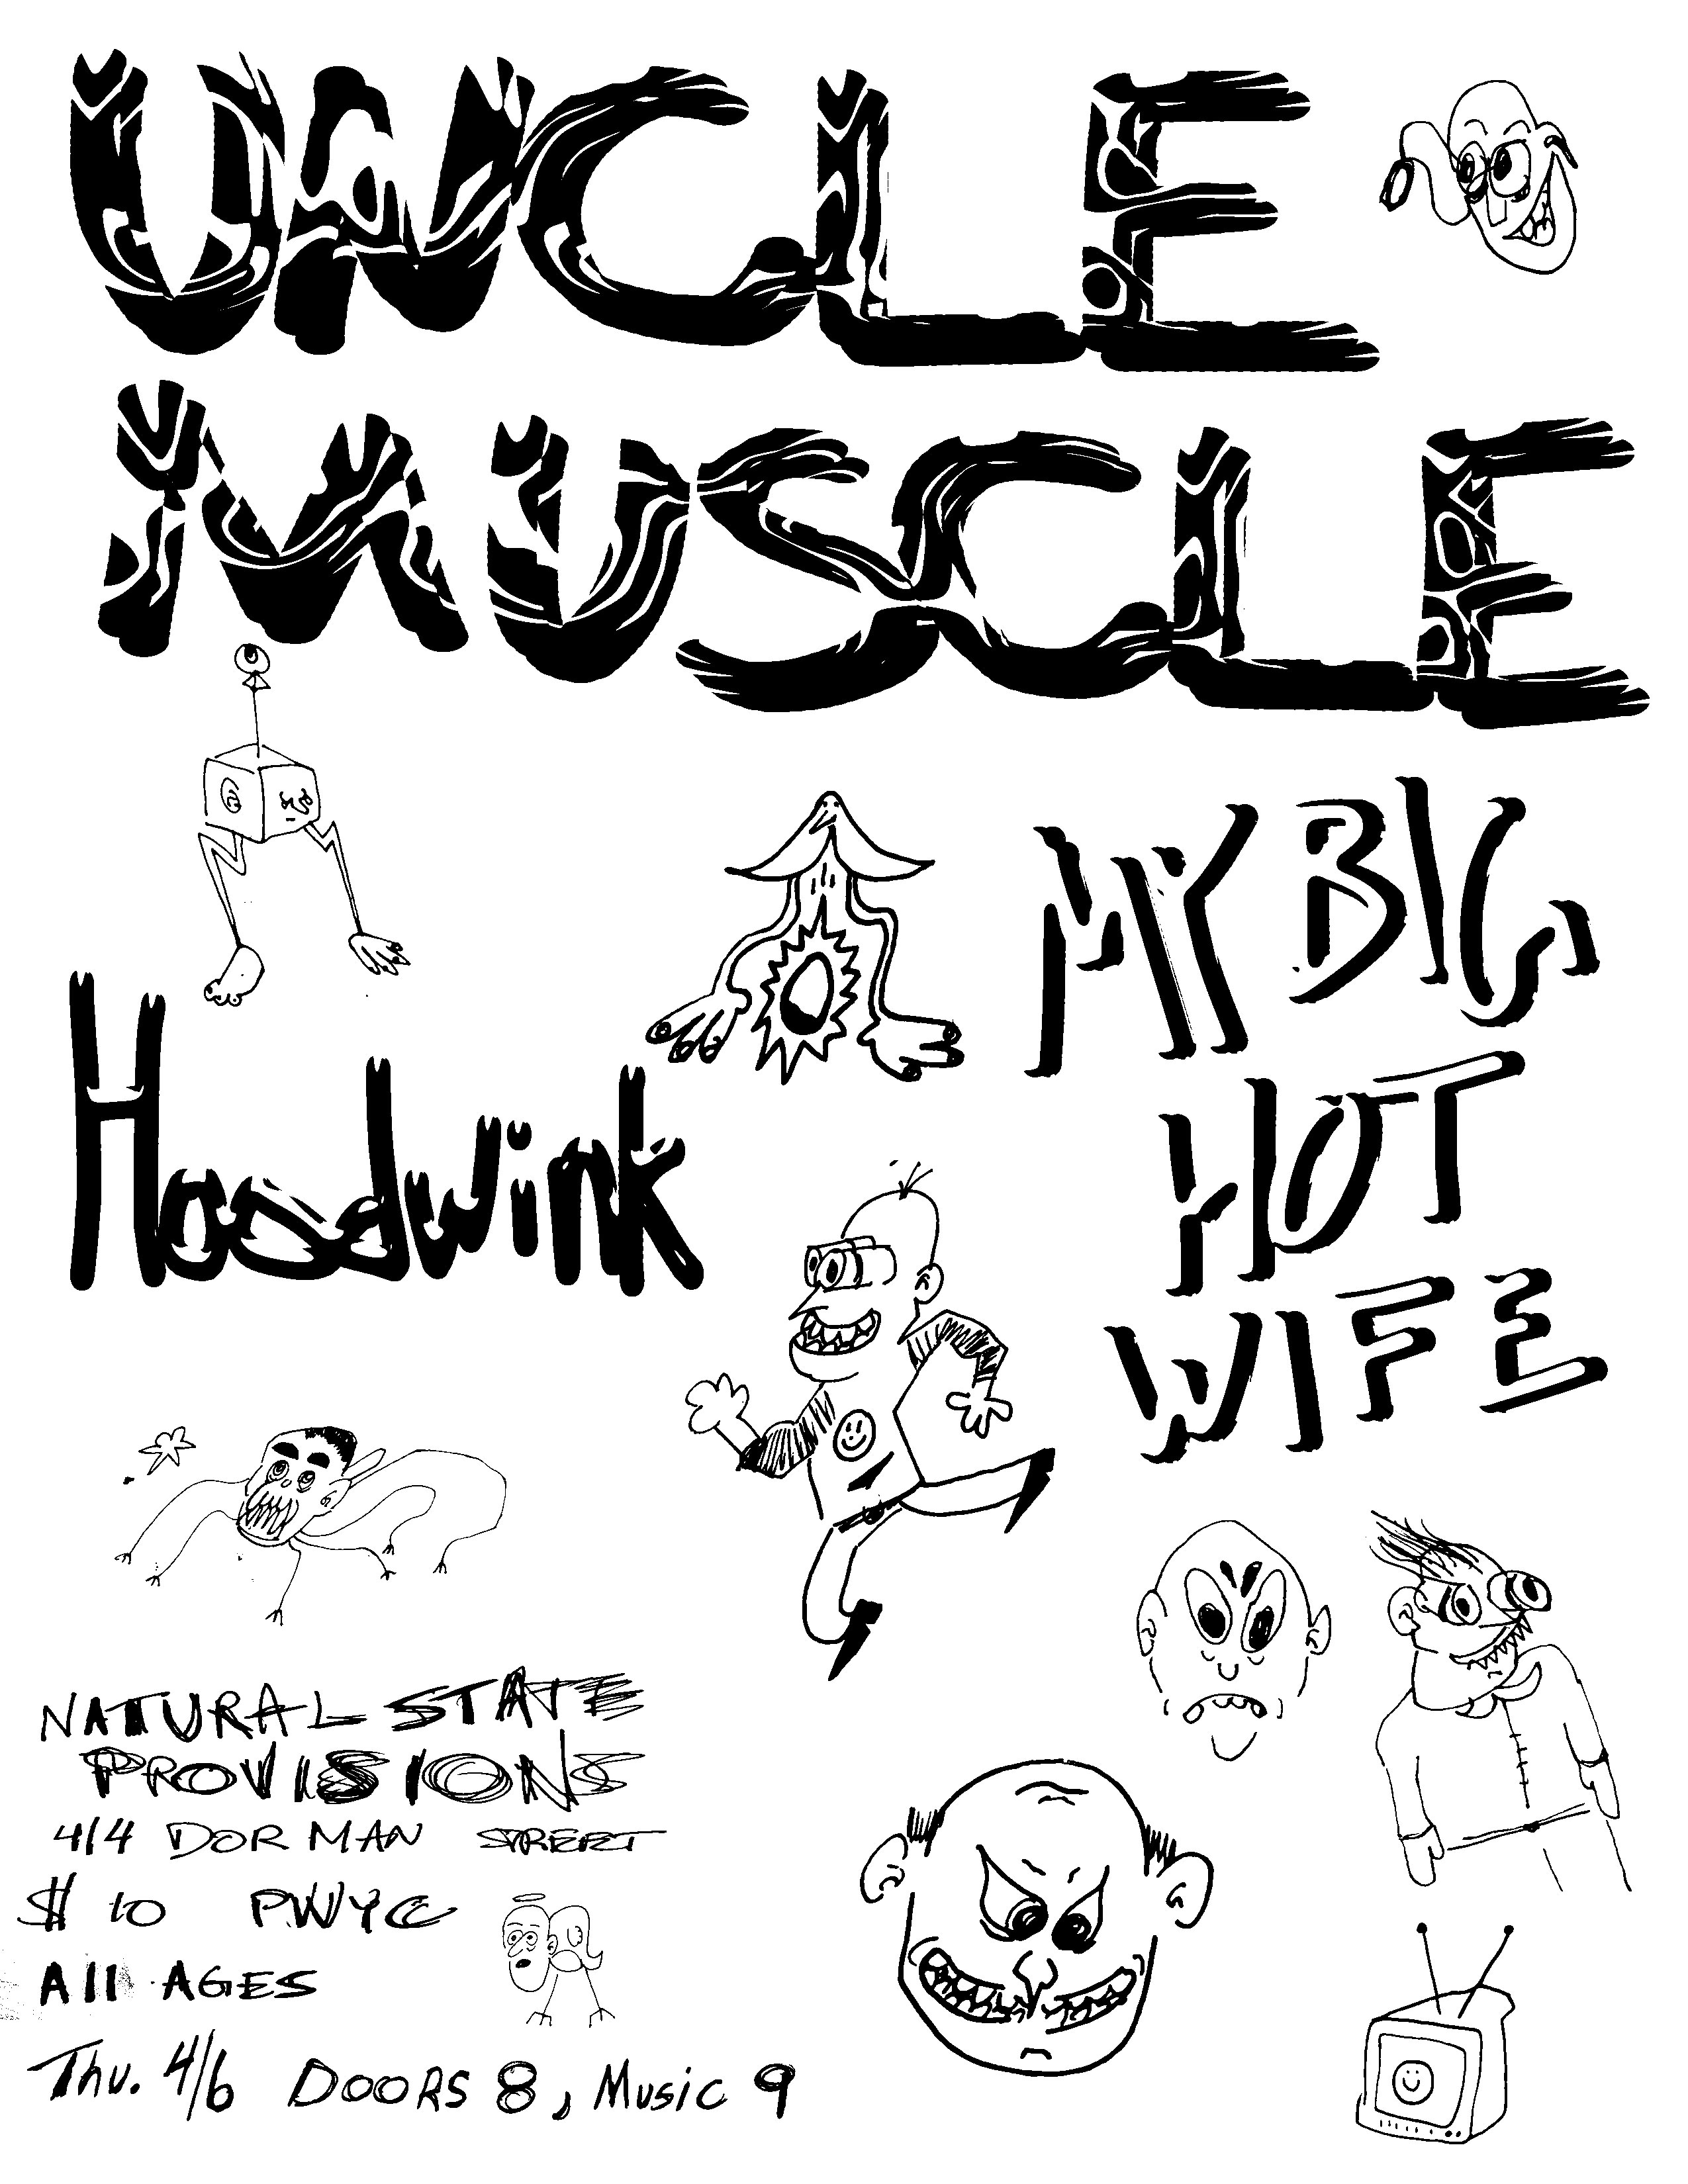 UNCLE
MUSCLE
MY BIG
HOT
WIFE
Hoodwink
NATURAL STATE
PROVISIONS
414 DORMAN STREET
$10 PWYC
All AGES
Thu. 4/6 DOORS 8, Music 9